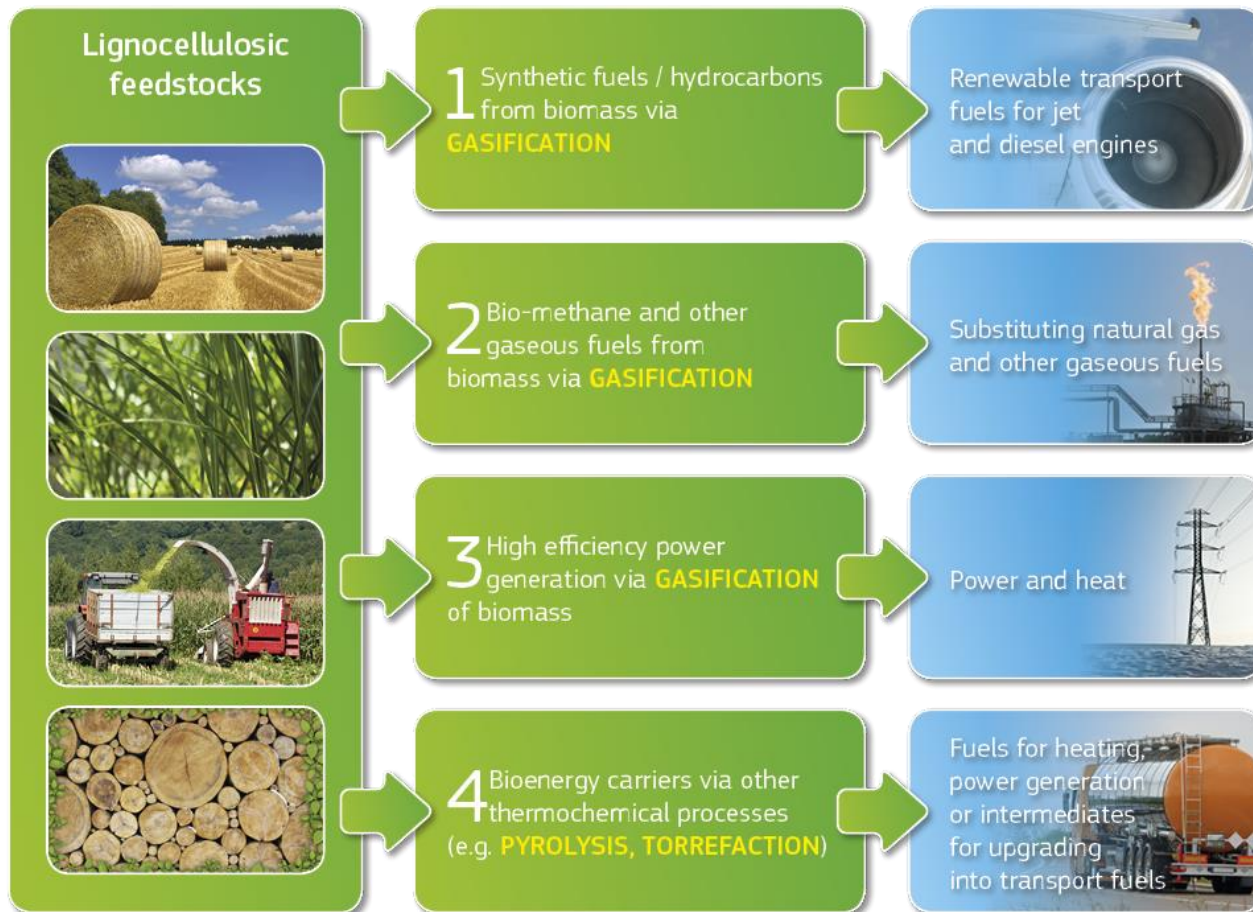 Lignocellulosic
feedstocks
1 Synthetic fuels / hydrocarbons
from biomass via
GASIFICATION
Renewable transport
fuels for jet
and diesel engines
2 Bio-methane and other
gaseous fuels from
biomass via GASIFICATION
Substituting natural gas
and other gaseous fuels
3 High efficiency power
generation via GASIFICATION
of biomass
Power and heat
4 Bioenergy carriers via other
thermochemical processes
(e.g. PYROLYSIS, TORREFACTION)
Fuels for heating,
power generation
or intermediates
for upgrading
into transport fuels